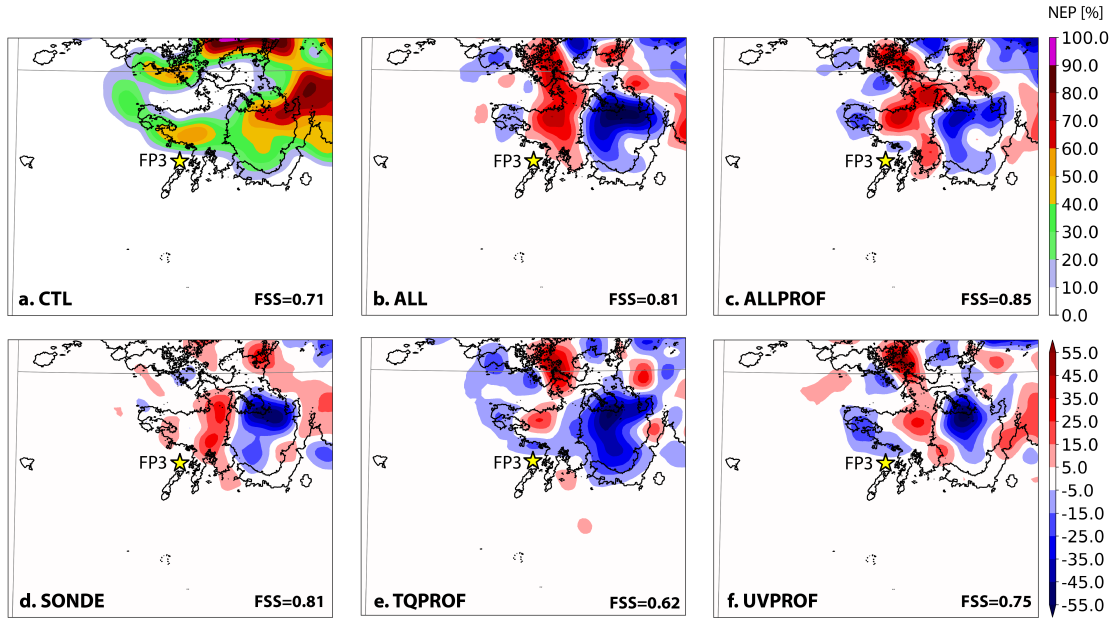 NEP [%]
100.0
90.0
80.0
70.0
60.0
50.0
40.0
30.0
20.0
10.0
0.0
FP3
a. CTL
FSS=0.71
FP3
b. ALL
FSS=0.81
FP3
c. ALLPROF
FSS=0.85
55.0
45.0
35.0
25.0
15.0
5.0
-5.0
-15.0
-25.0
-35.0
-45.0
-55.0
FP3
d. SONDE
FSS=0.81
FP3
e. TQPROF
FSS=0.62
FP3
f. UVPROF
FSS=0.75